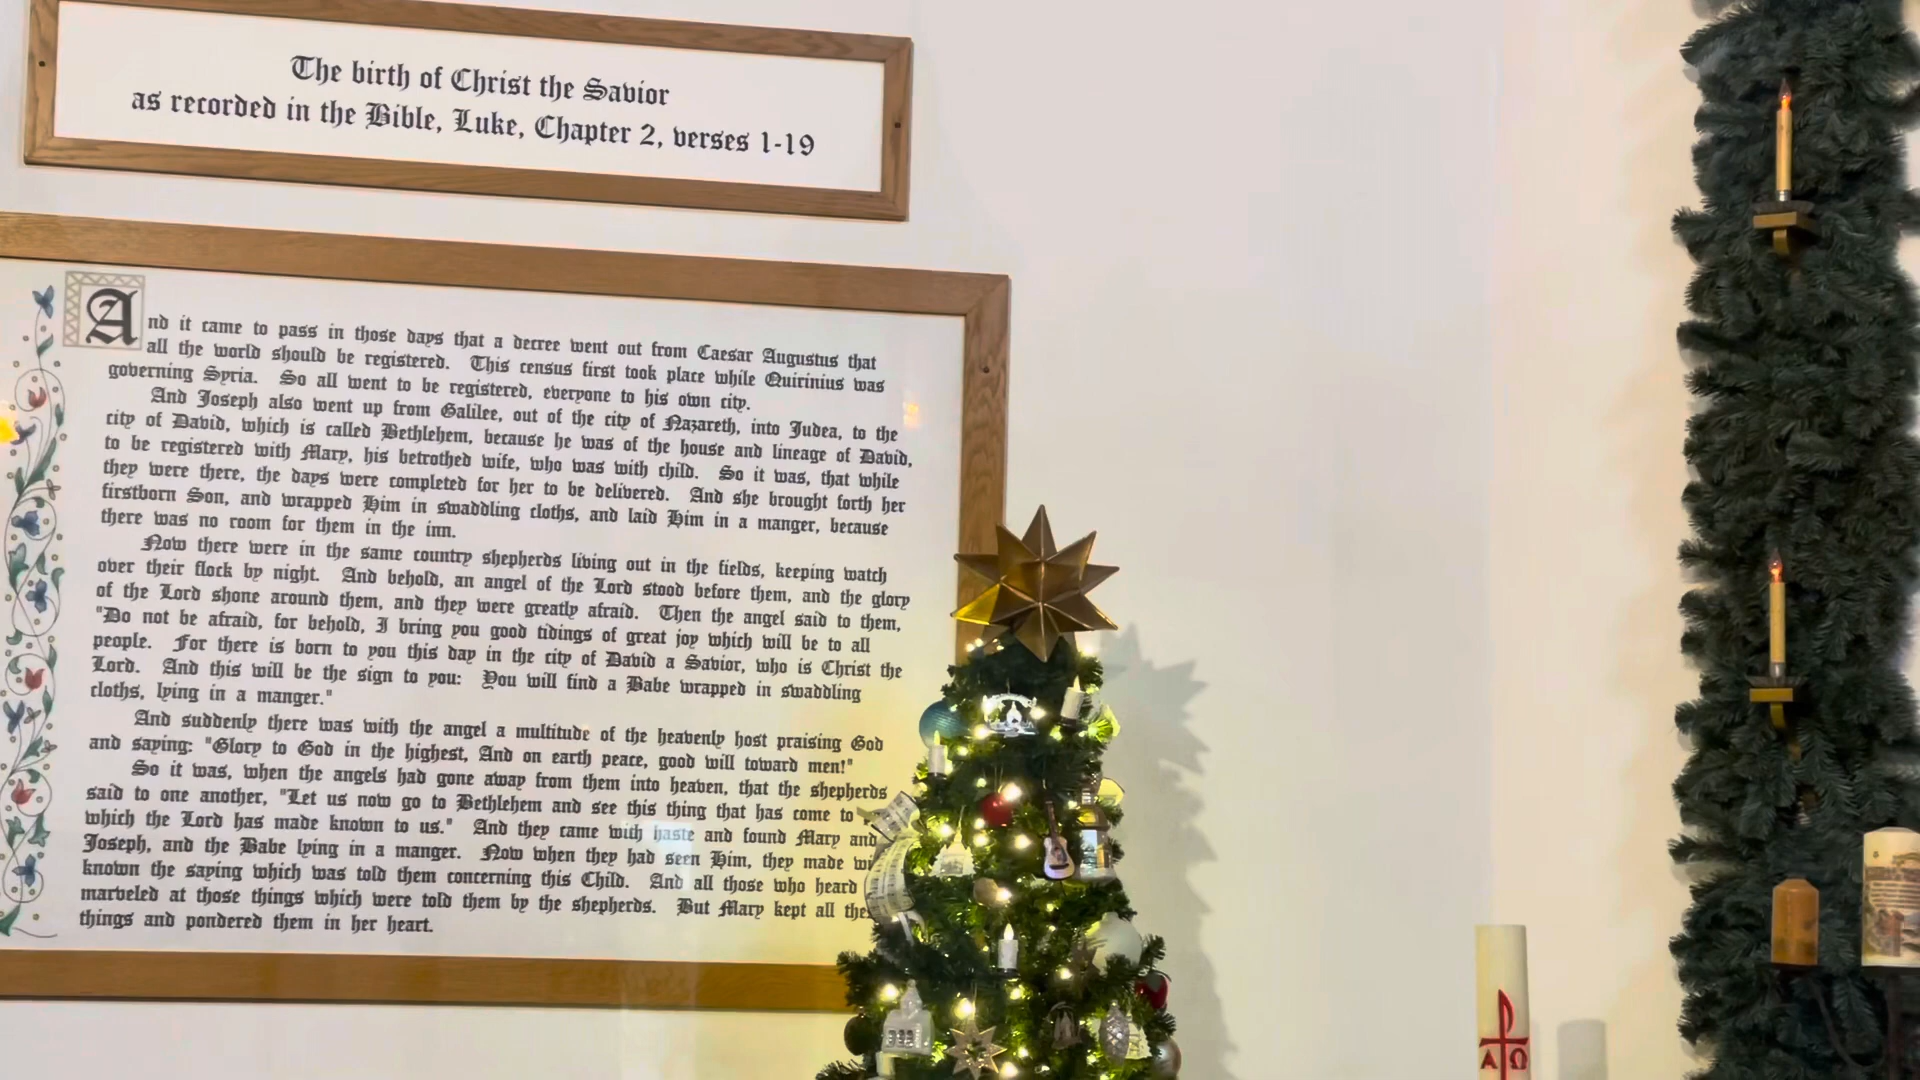 The birth of Christ the Savior
as recorded in the Bible, Luke, Chapter 2, verses 1-19
And it came to pass in those days that a decree went out from Caesar Augustus that
all the world should be registered. This census first took place while Quirinius was
governing Syria. So all went to be registered, everyone to his own city.
And Joseph also went up from Galilee, out of the city of Nazareth, into Judea, to the
city of David, which is called Bethlehem, because he was of the house and lineage of David,
to be registered with Mary, his betrothed wife, who was with child. So it was, that while
they were there, the days were completed for her to be delivered. And she brought forth her
firstborn Son, and wrapped Him in swaddling cloths, and laid Him in a manger, because
there was no room for them in the inn.
Now there were in the same country shepherds living out in the fields, keeping watch
over their flock by night. And behold, an angel of the Lord stood before them, and the glory
of the Lord shone around them, and they were greatly afraid. Then the angel said to them,
"Do not be afraid, for behold, I bring you good tidings of great joy which will be to all
people. For there is born to you this day in the city of David a Savior, who is Christ the
Lord. And this will be the sign to you: You will find a Babe wrapped in swaddling
cloths, lying in a manger."
And suddenly there was with the angel a multitude of the heavenly host praising God
and saying: "Glory to God in the highest, And on earth peace, good will toward men!"
So it was, when the angels had gone away from them into heaven, that the shepherds
said to one another, "Let us now go to Bethlehem and see this thing that has come to
which the Lord has made known to us." And they came with haste and found Mary and
Joseph, and the Babe lying in a manger. Now when they had seen Him, they made
known the saying which was told them concerning this Child. And all those who heard
marveled at those things which were told them by the shepherds. But Mary kept all
things and pondered them in her heart.
Α Ω